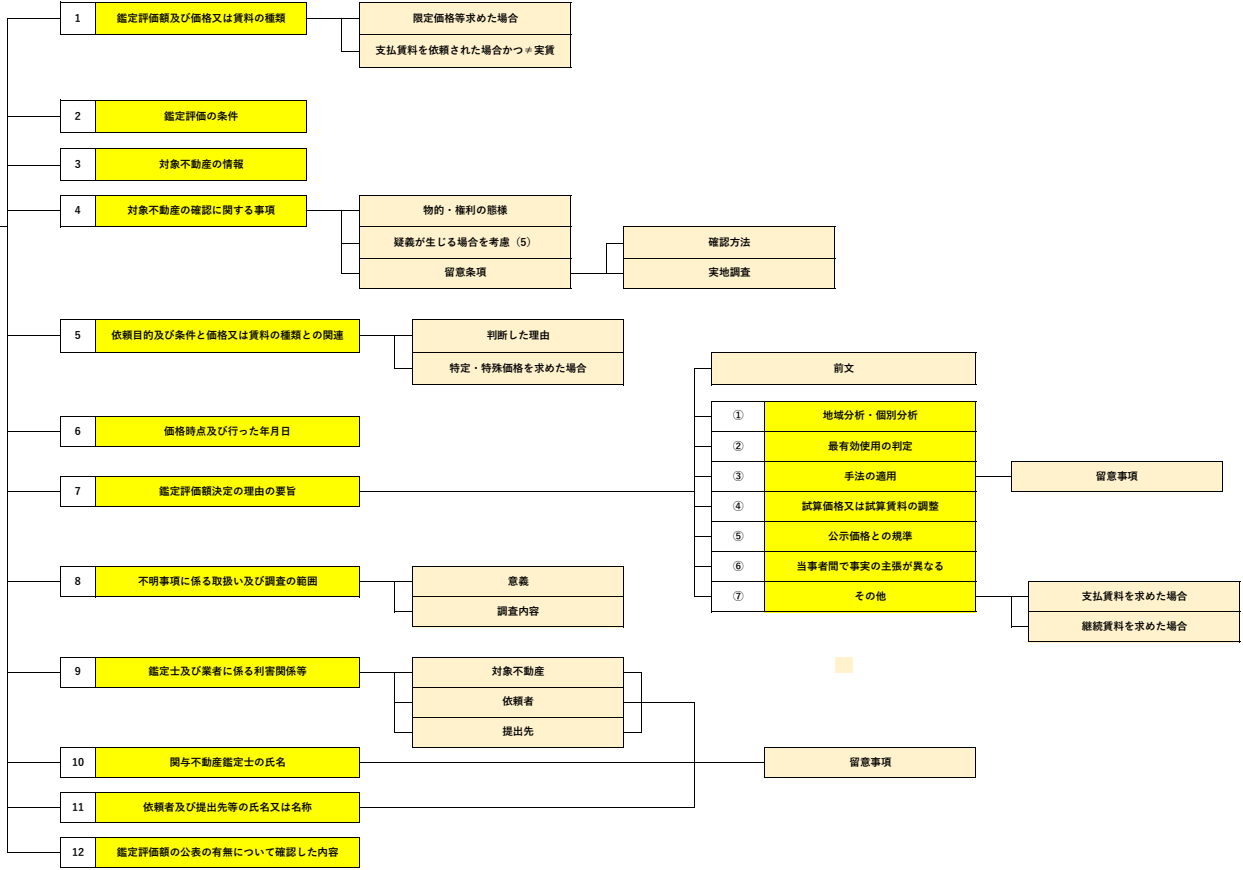 1 鑑定評価額及び価格又は賃料の種類
限定価格等求めた場合
支払賃料を依頼された場合かつ≠実賃
2 鑑定評価の条件
3 対象不動産の情報
4 対象不動産の確認に関する事項
物的・権利の態様
疑義が生じる場合を考慮（5）
留意条項
確認方法
実地調査
5 依頼目的及び条件と価格又は賃料の種類との関連
判断した理由
特定・特殊価格を求めた場合
6 価格時点及び行った年月日
7 鑑定評価額決定の理由の要旨
前文
① 地域分析・個別分析
② 最有効使用の判定
③ 手法の適用
留意事項
④ 試算価格又は試算賃料の調整
⑤ 公示価格との規準
⑥ 当事者間で事実の主張が異なる
⑦ その他
支払賃料を求めた場合
継続賃料を求めた場合
8 不明事項に係る取扱い及び調査の範囲
意義
調査内容
9 鑑定士及び業者に係る利害関係等
対象不動産
依頼者
提出先
10 関与不動産鑑定士の氏名
留意事項
11 依頼者及び提出先等の氏名又は名称
12 鑑定評価額の公表の有無について確認した内容